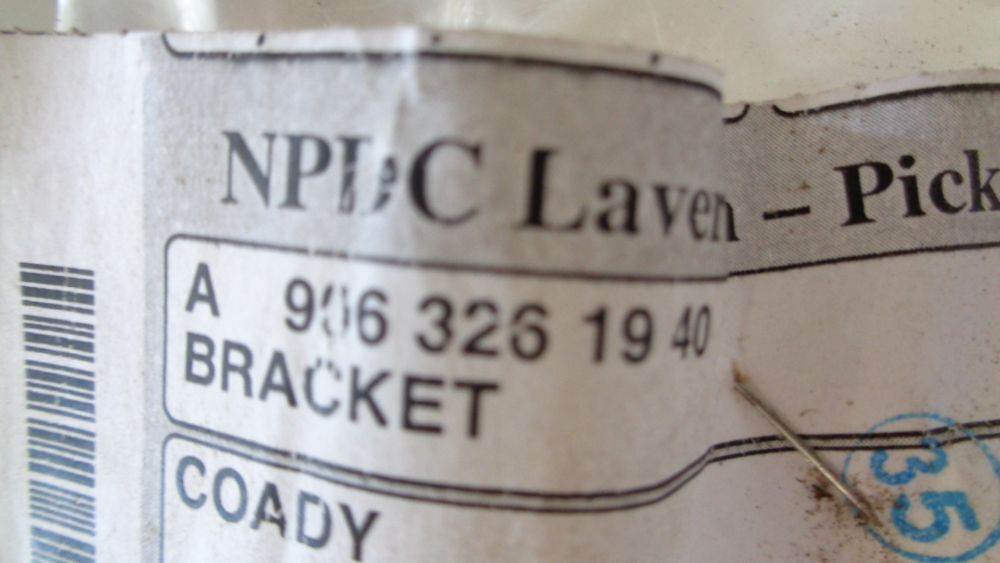 NPDC Laven – Pick
A 906 326 19 40
BRACKET
COADY
35